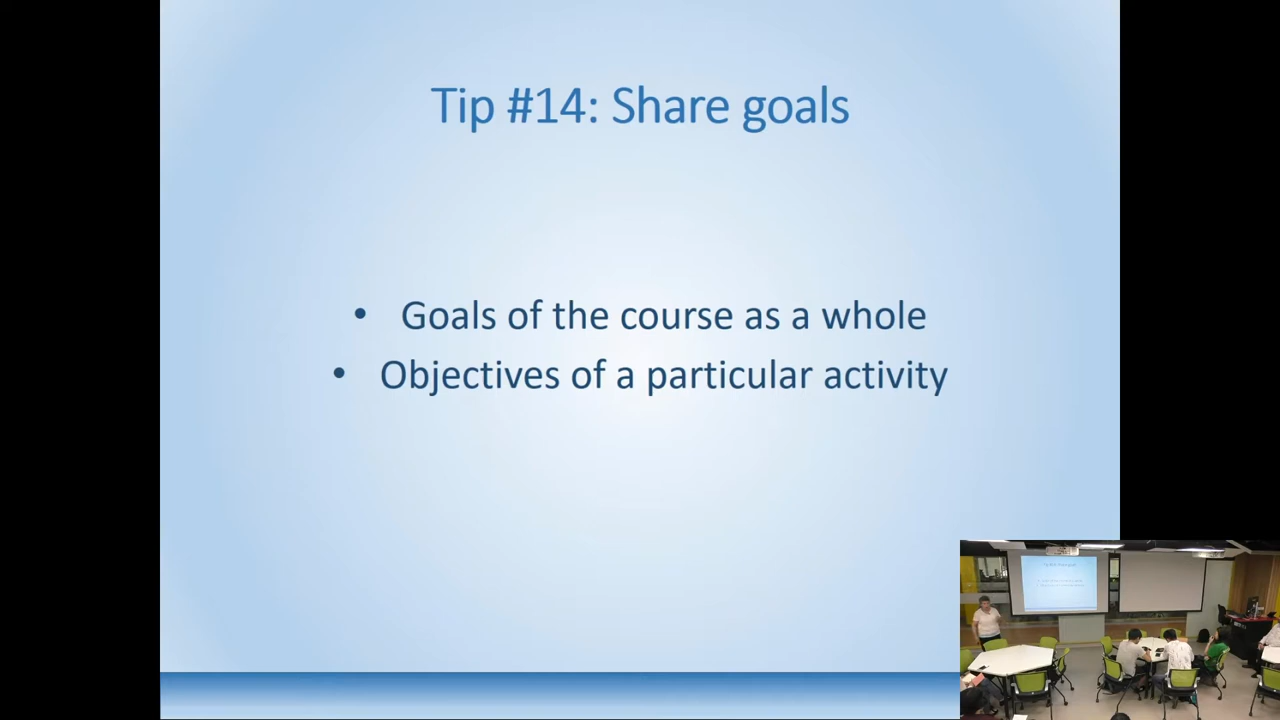 Tip #14: Share goals
• Goals of the course as a whole
• Objectives of a particular activity